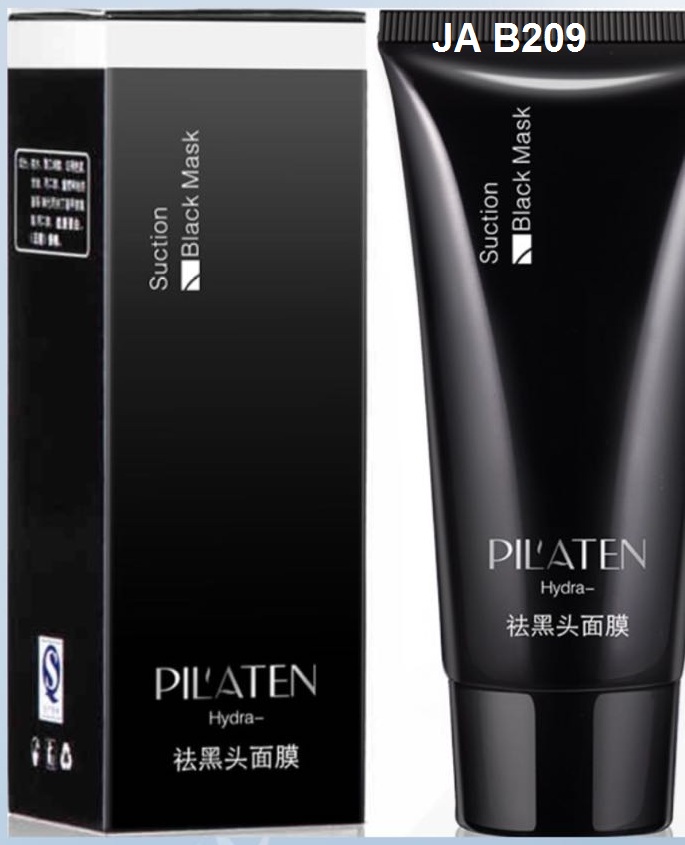 JA B209
Suction
Black Mask
PIL'ATEN
Hydra–
祛黑头面膜
Suction
Black Mask
PIL'ATEN
Hydra–
祛黑头面膜